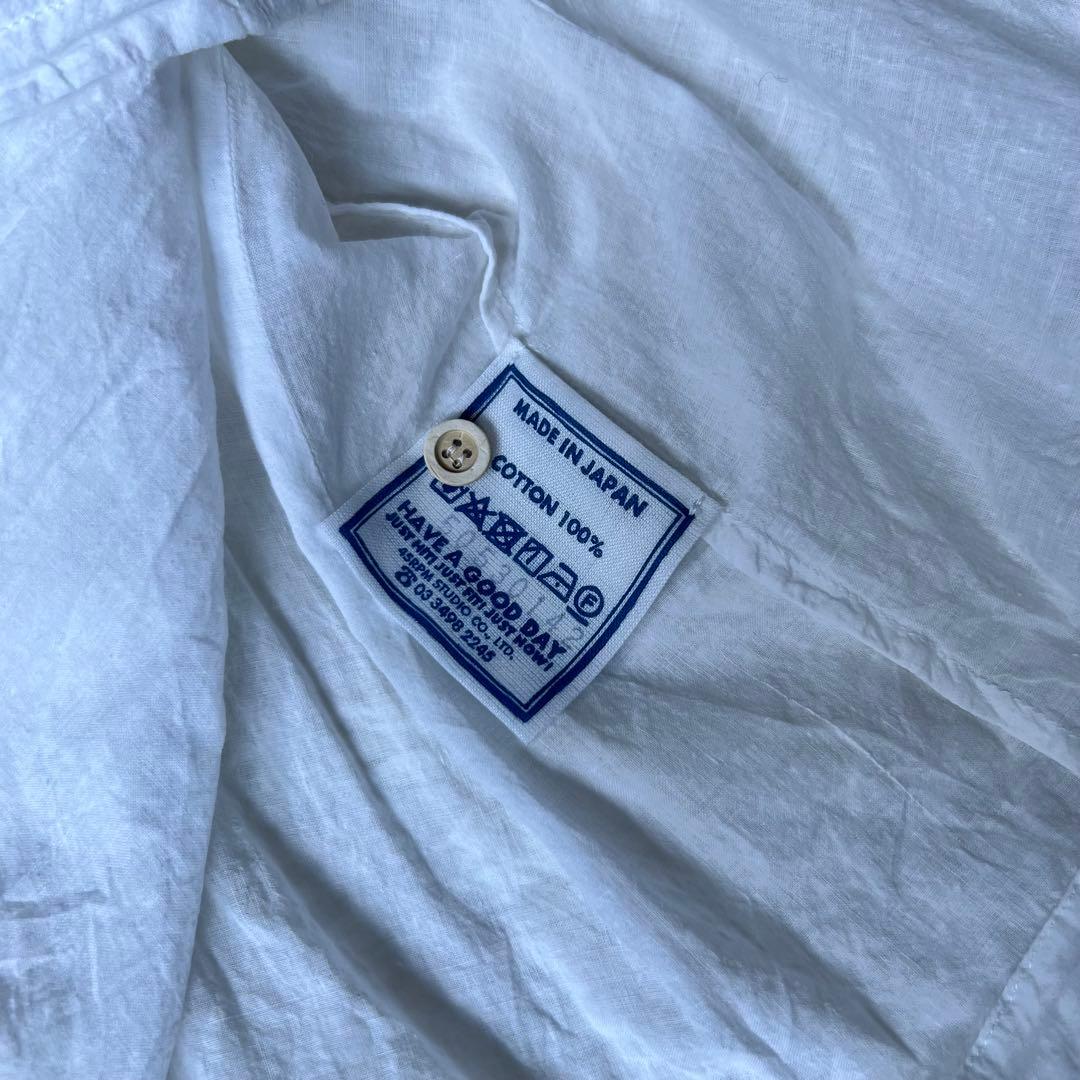 MADE IN JAPAN
COTTON 100%
F
HAVE A GOOD DAY
JUST HIT! JUST FIT! JUST NOW!
45RPM STUDIO CO., LTD.
☎ 03 3498 2245